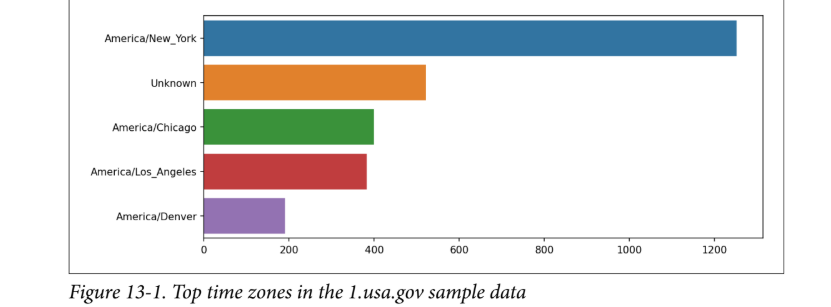 America/New_York
Unknown
America/Chicago
America/Los_Angeles
America/Denver
0 200 400 600 800 1000 1200
Figure 13-1. Top time zones in the 1.usa.gov sample data